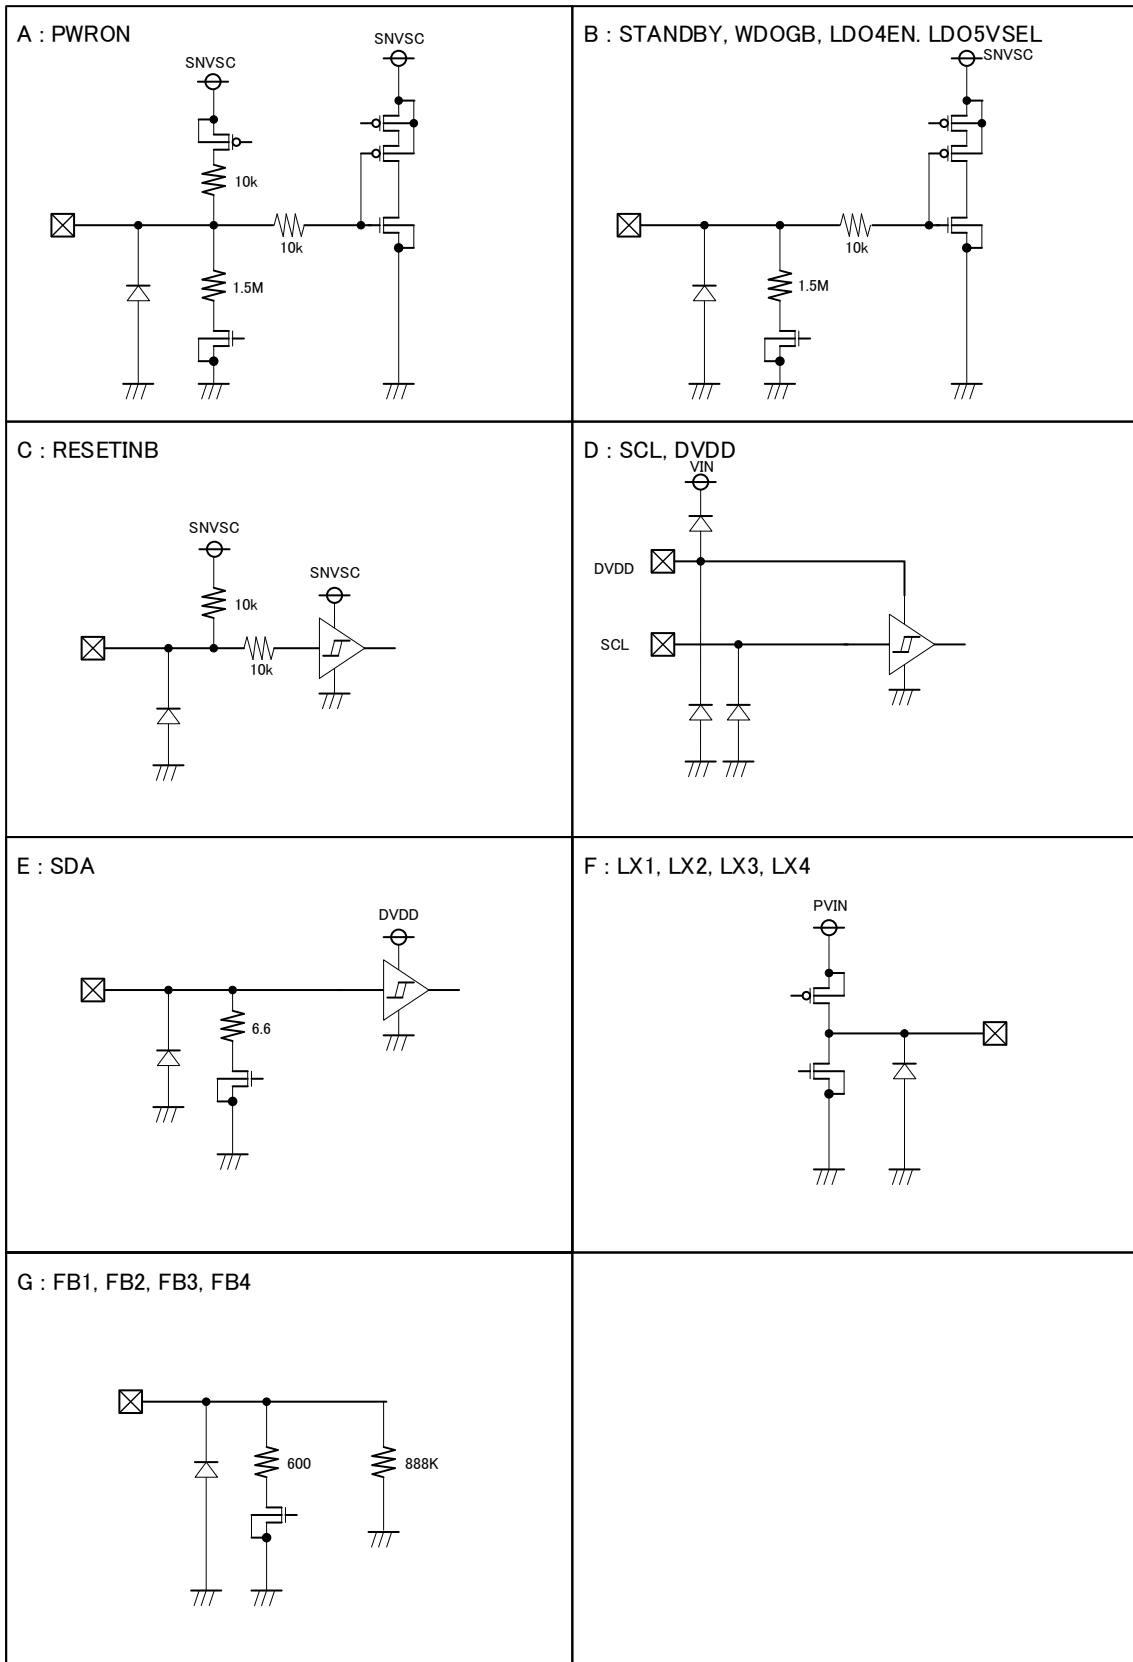 A : PWRON
SNVSC
SNVSC
10k
10k
1.5M
B : STANDBY, WDOGB, LDO4EN. LDO5VSEL
SNVSC
10k
1.5M
C : RESETINB
SNVSC
SNVSC
10k
10k
D : SCL, DVDD
VIN
DVDD
SCL
E : SDA
DVDD
6.6
F : LX1, LX2, LX3, LX4
PVIN
G : FB1, FB2, FB3, FB4
600
888K